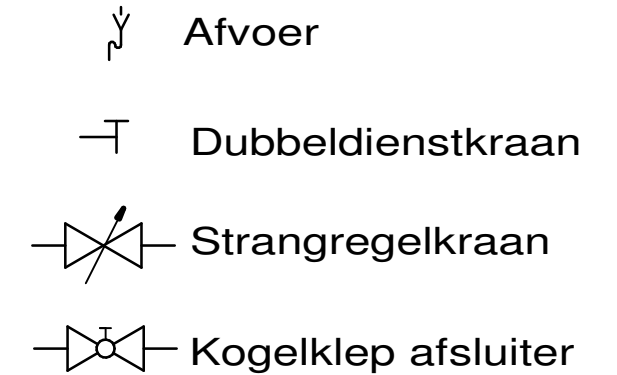 Afvoer
Dubbeldienstkraan
Strangregelkraan
Kogelklep afsluiter